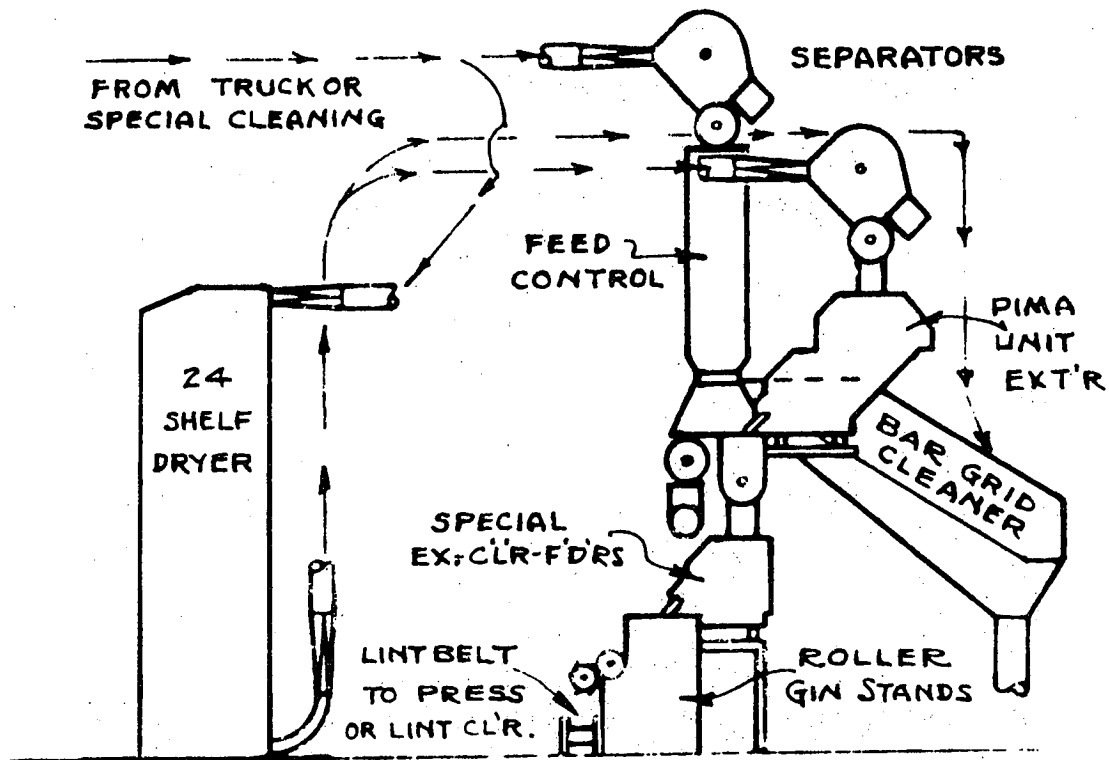 SEPARATORS
FROM TRUCK OR
SPECIAL CLEANING
FEED
CONTROL
PIMA
UNIT
EXT'R
24
SHELF
DRYER
BAR GRID
CLEANER
SPECIAL
EX,-C'L'R-F'D'RS
LINT BELT
TO PRESS
OR LINT CL'R.
ROLLER
GIN STANDS